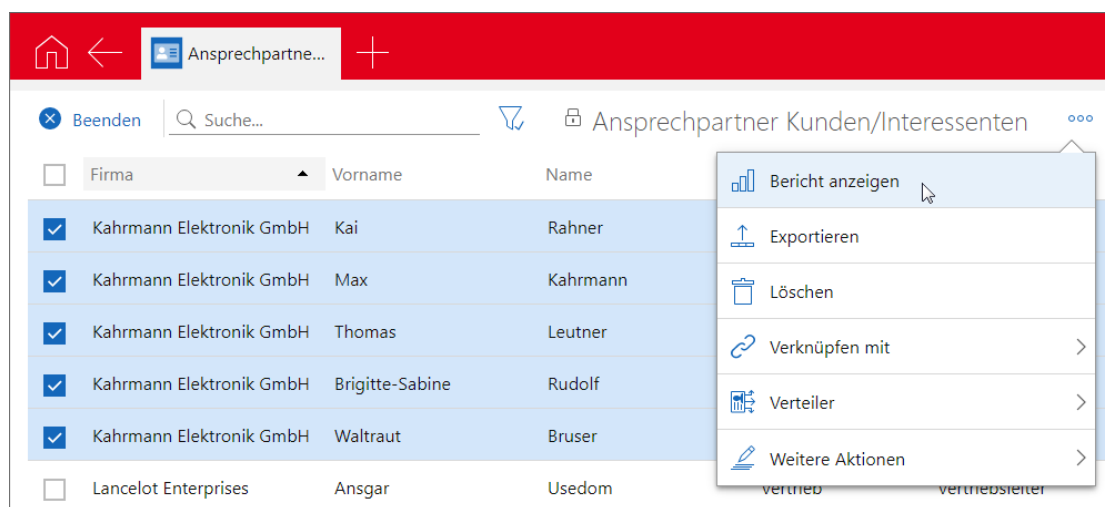 Ansprechpartne...
Beenden Suche... Ansprechpartner Kunden/Interessenten
Firma Vorname Name Bericht anzeigen
Kahrmann Elektronik GmbH Kai Rahner Exportieren
Kahrmann Elektronik GmbH Max Kahrmann Löschen
Kahrmann Elektronik GmbH Thomas Leutner Verknüpfen mit
Kahrmann Elektronik GmbH Brigitte-Sabine Rudolf Verteiler
Kahrmann Elektronik GmbH Waltraut Bruser Weitere Aktionen
Lancelot Enterprises Ansgar Usedom Vertrieb Vertriebsleiter